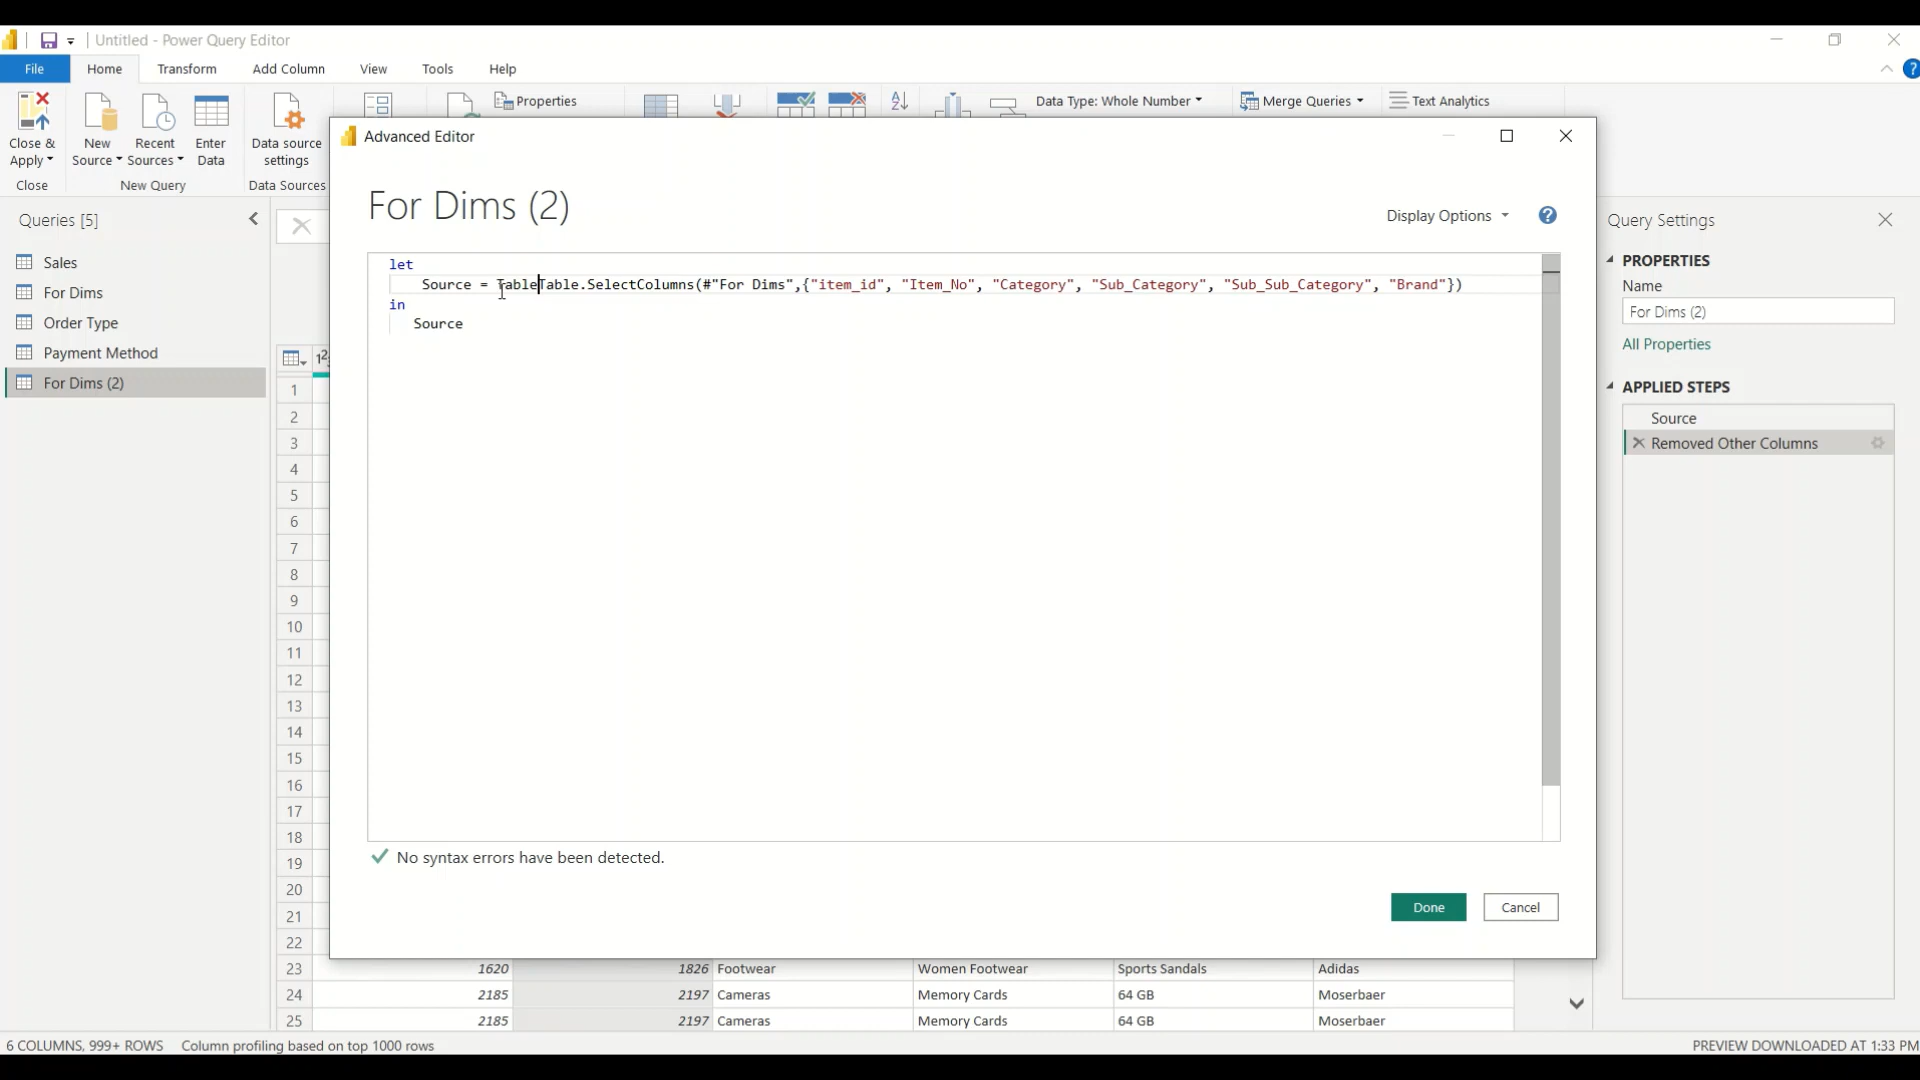 Untitled - Power Query Editor
File Home Transform Add Column View Tools Help
Close & Apply
New Source
Recent Sources
Enter Data
Data source settings
Properties
Data Type: Whole Number
Merge Queries
Text Analytics
Close
New Query
Data Sources
Advanced Editor
For Dims (2)
Display Options
Queries [5]
Sales
For Dims
Order Type
Payment Method
For Dims (2)
let
Source = TableTable.SelectColumns(#"For Dims",{"item_id", "Item_No", "Category", "Sub_Category", "Sub_Sub_Category", "Brand"})
in
Source
No syntax errors have been detected.
Done
Cancel
Query Settings
PROPERTIES
Name
For Dims (2)
All Properties
APPLIED STEPS
Source
Removed Other Columns
1
2
3
4
5
6
7
8
9
10
11
12
13
14
15
16
17
18
19
20
21
22
23 1620 1826 Footwear Women Footwear Sports Sandals Adidas
24 2185 2197 Cameras Memory Cards 64 GB Moserbaer
25 2185 2197 Cameras Memory Cards 64 GB Moserbaer
6 COLUMNS, 999+ ROWS Column profiling based on top 1000 rows
PREVIEW DOWNLOADED AT 1:33 PM